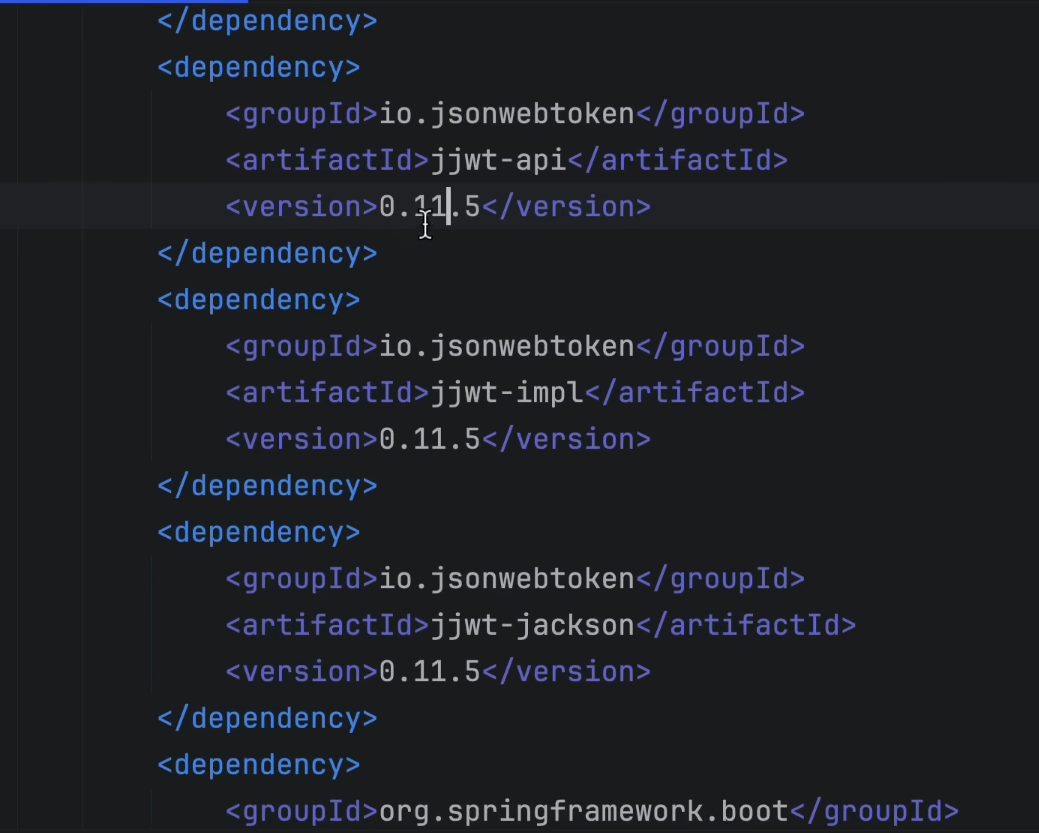 </dependency>
<dependency>
<groupId>io.jsonwebtoken</groupId>
<artifactId>jjwt-api</artifactId>
<version>0.11.5</version>
</dependency>
<dependency>
<groupId>io.jsonwebtoken</groupId>
<artifactId>jjwt-impl</artifactId>
<version>0.11.5</version>
</dependency>
<dependency>
<groupId>io.jsonwebtoken</groupId>
<artifactId>jjwt-jackson</artifactId>
<version>0.11.5</version>
</dependency>
<dependency>
<groupId>org.springframework.boot</groupId>